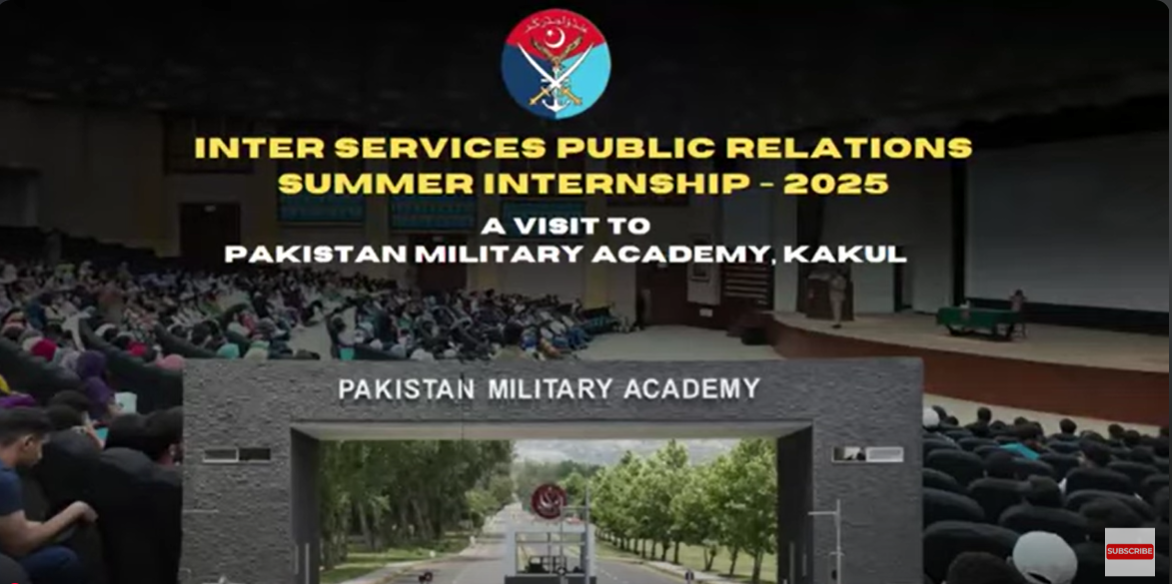 INTER SERVICES PUBLIC RELATIONS
SUMMER INTERNSHIP - 2025
A VISIT TO
PAKISTAN MILITARY ACADEMY, KAKUL
PAKISTAN MILITARY ACADEMY
SUBSCRIBE